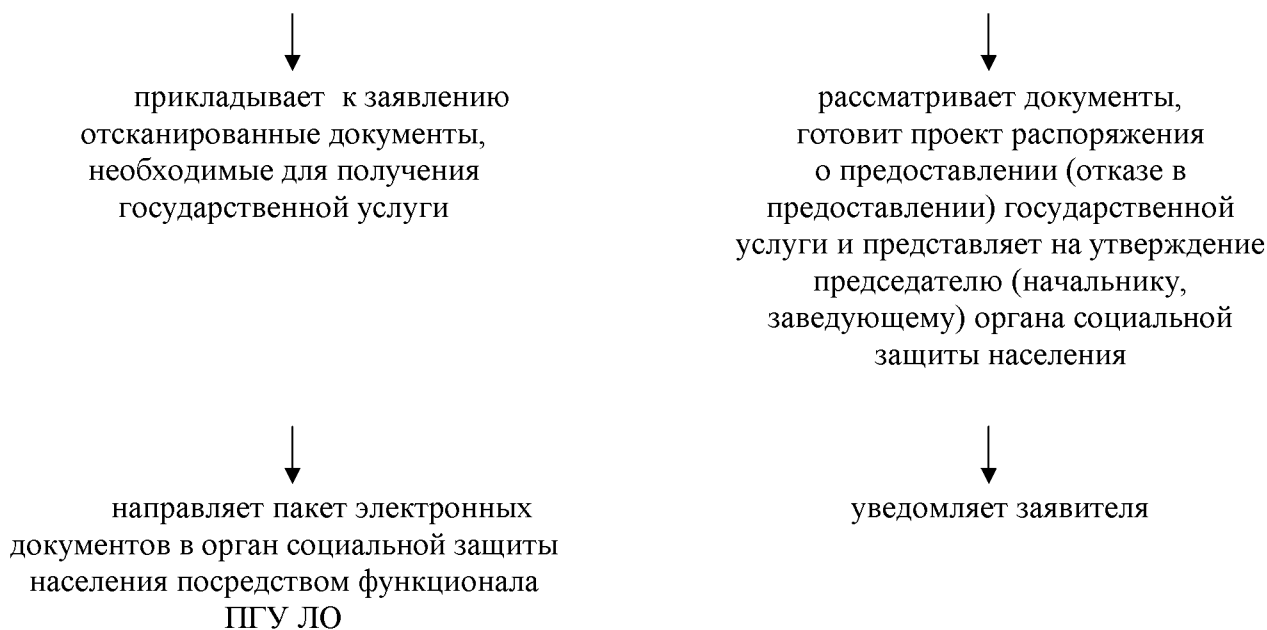 прикладывает к заявлению
отсканированные документы,
необходимые для получения
государственной услуги
рассматривает документы,
готовит проект распоряжения
о предоставлении (отказе в
предоставлении) государственной
услуги и представляет на утверждение
председателю (начальнику,
заведующему) органа социальной
защиты населения
направляет пакет электронных
документов в орган социальной защиты
населения посредством функционала
ПГУ ЛО
уведомляет заявителя